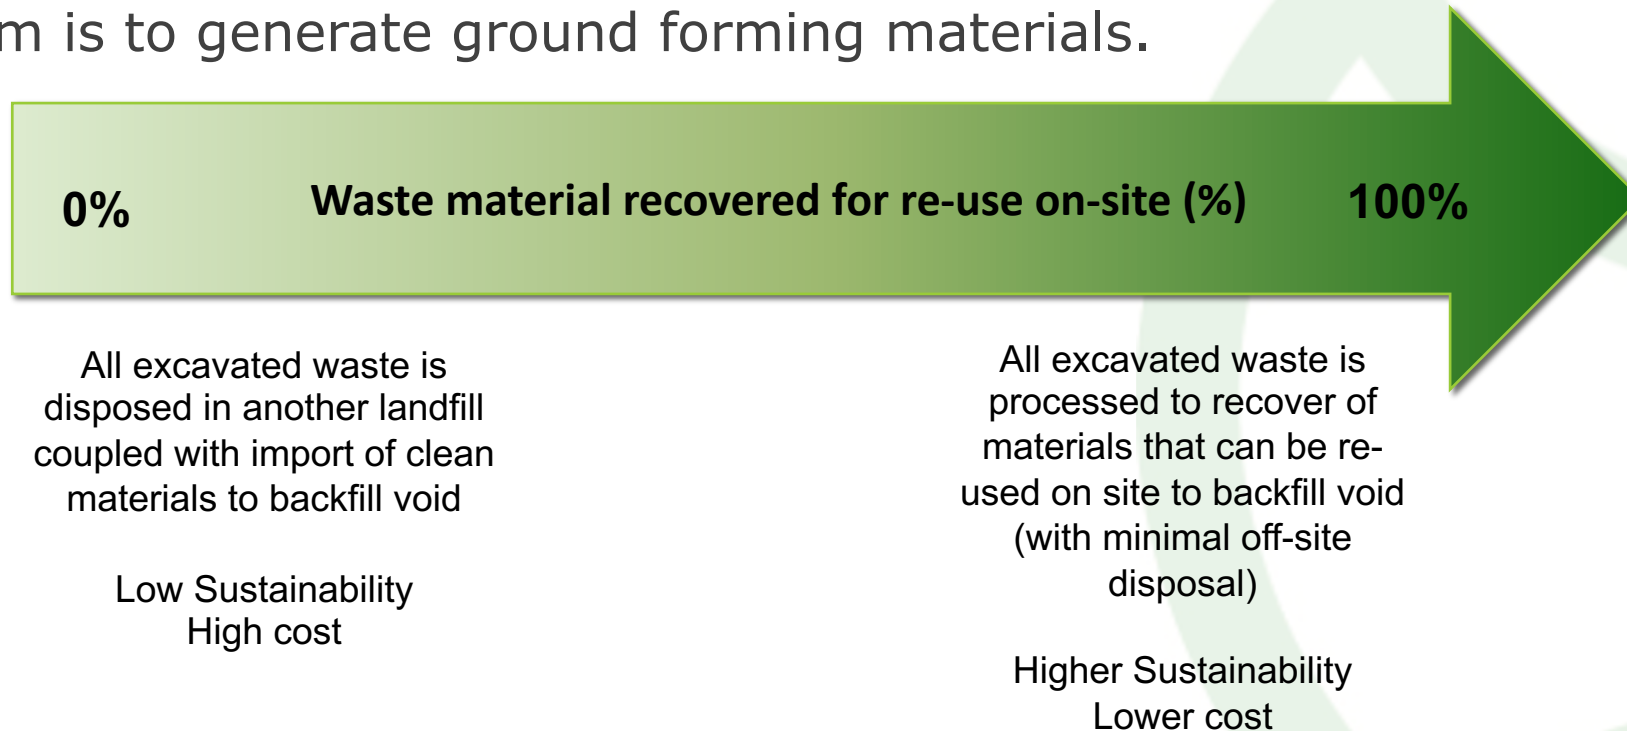 m is to generate ground forming materials.
0%
Waste material recovered for re-use on-site (%)
100%
All excavated waste is
disposed in another landfill
coupled with import of clean
materials to backfill void
Low Sustainability
High cost
All excavated waste is
processed to recover of
materials that can be re-
used on site to backfill void
(with minimal off-site
disposal)
Higher Sustainability
Lower cost